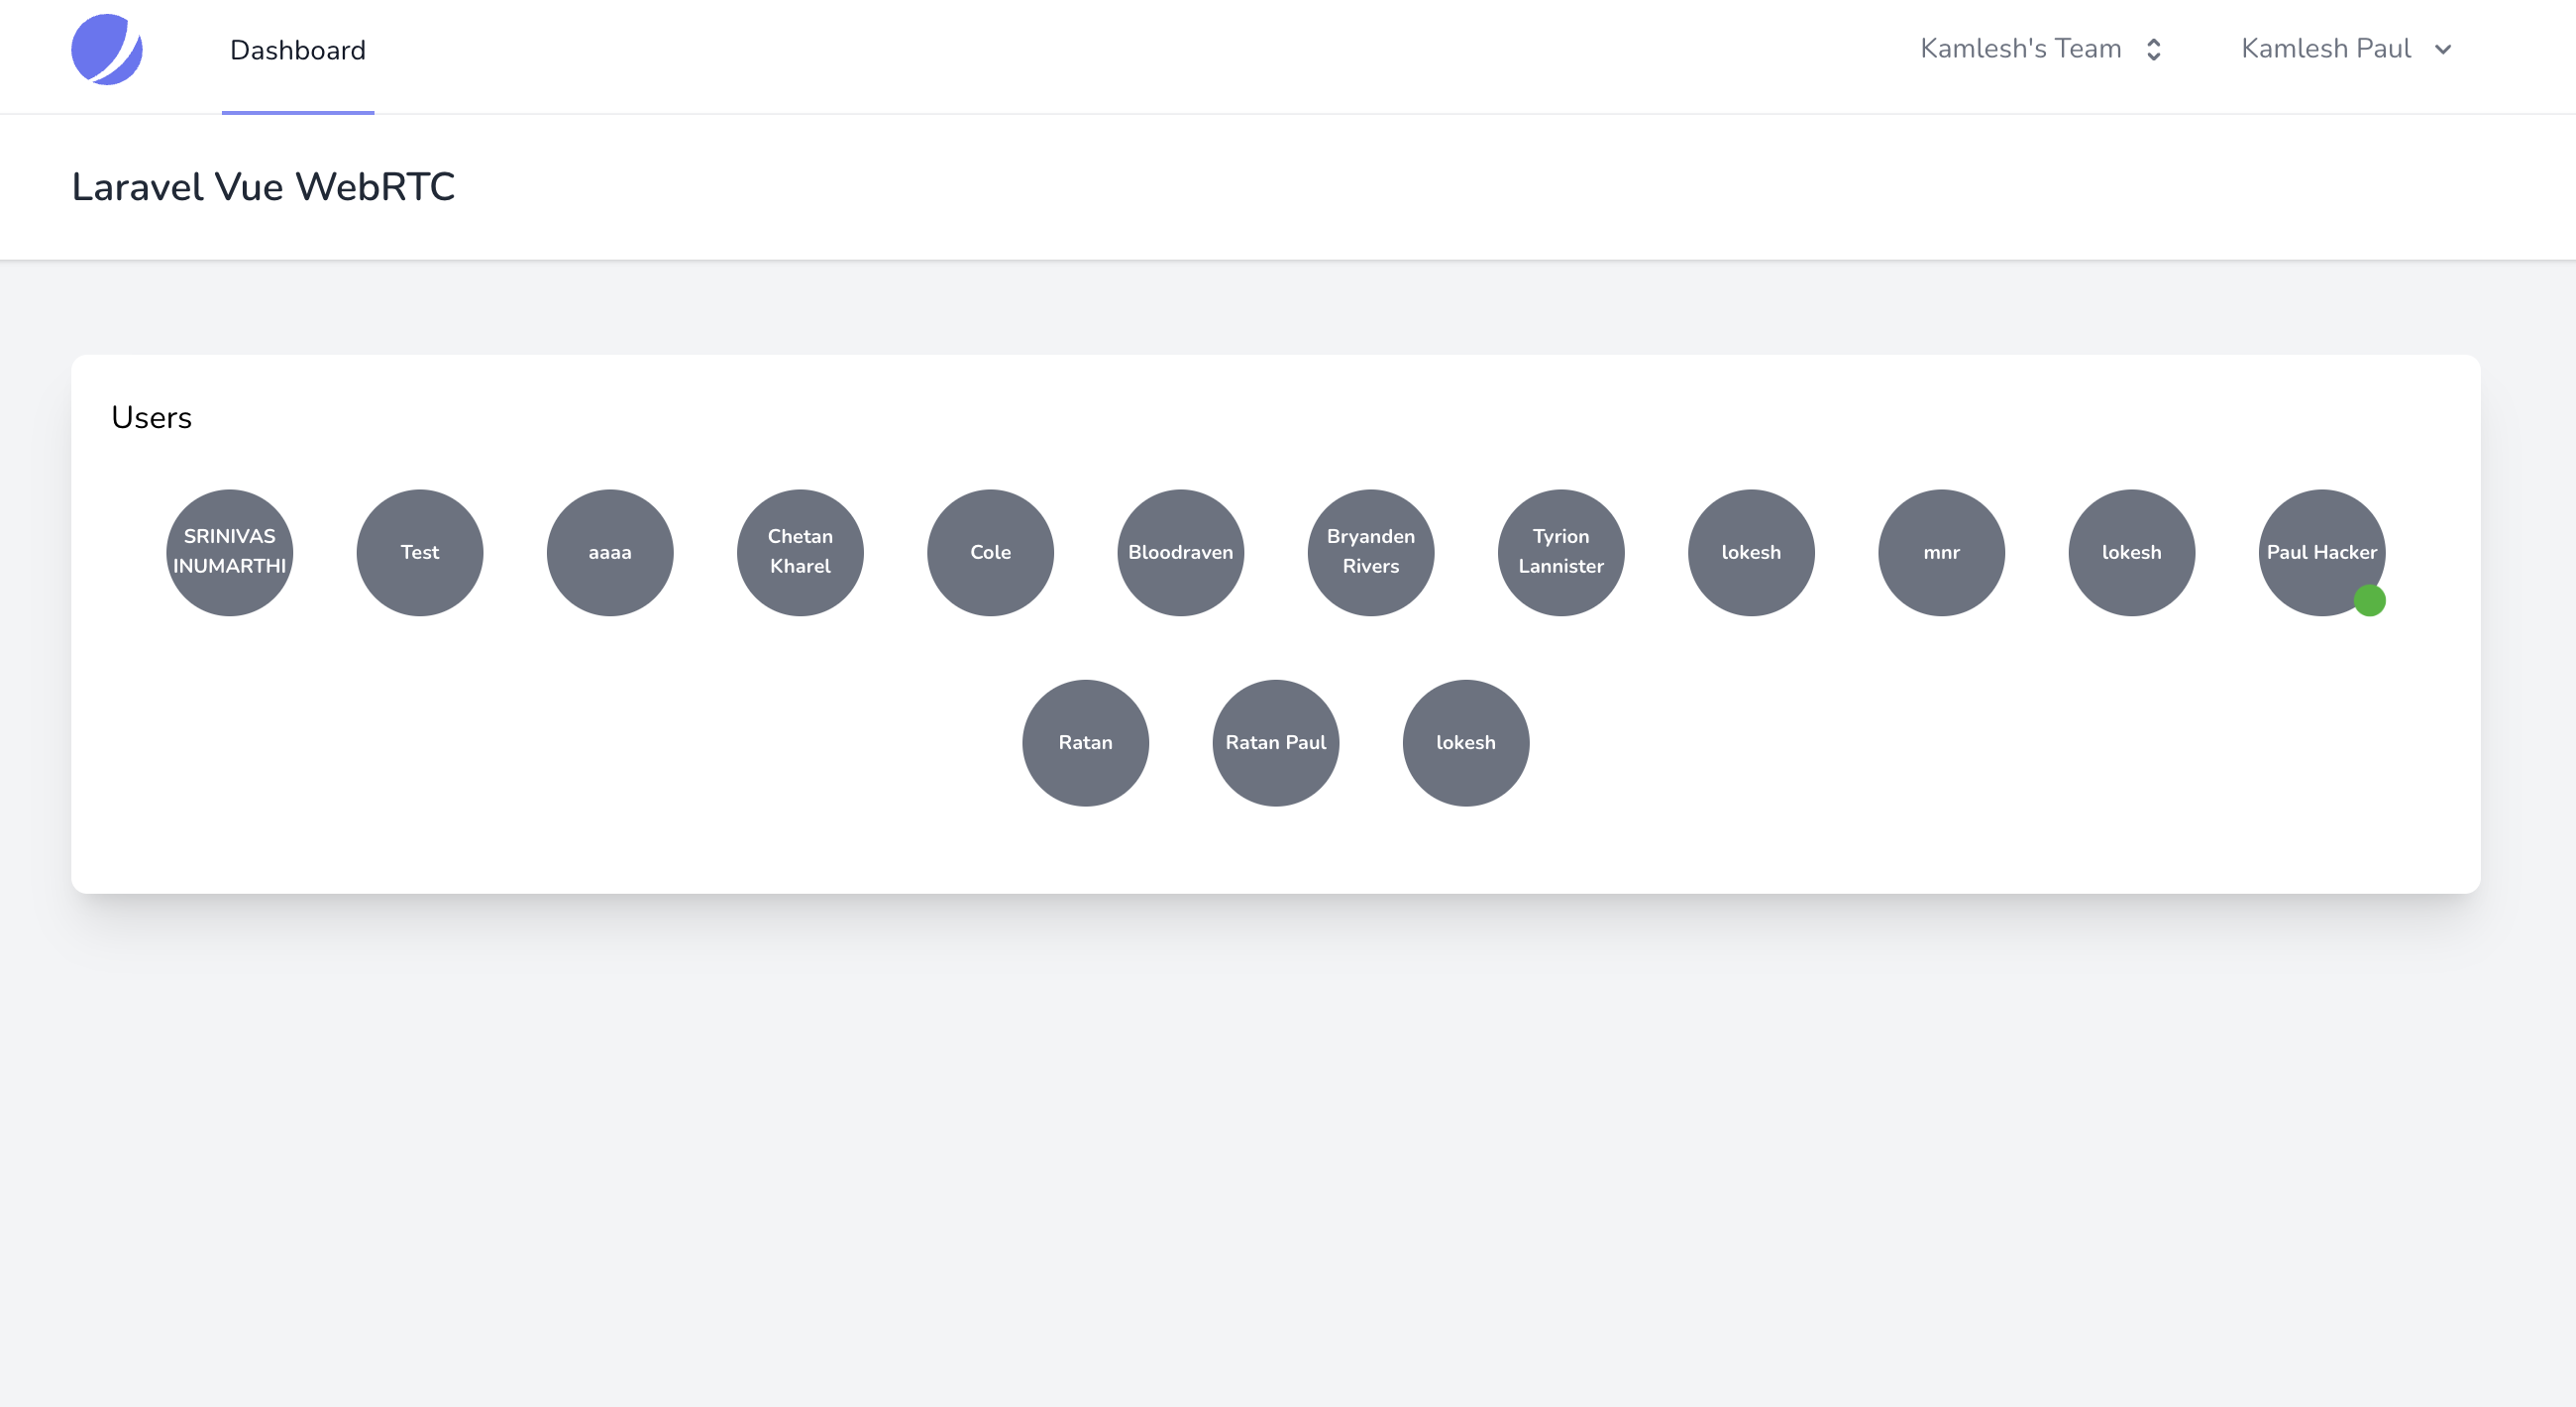 Dashboard
Kamlesh's Team
Kamlesh Paul
Laravel Vue WebRTC
Users
SRINIVAS
INUMARTHI
Test
aaaa
Chetan
Kharel
Cole
Bloodraven
Bryanden
Rivers
Tyrion
Lannister
lokesh
mnr
lokesh
Paul Hacker
Ratan
Ratan Paul
lokesh